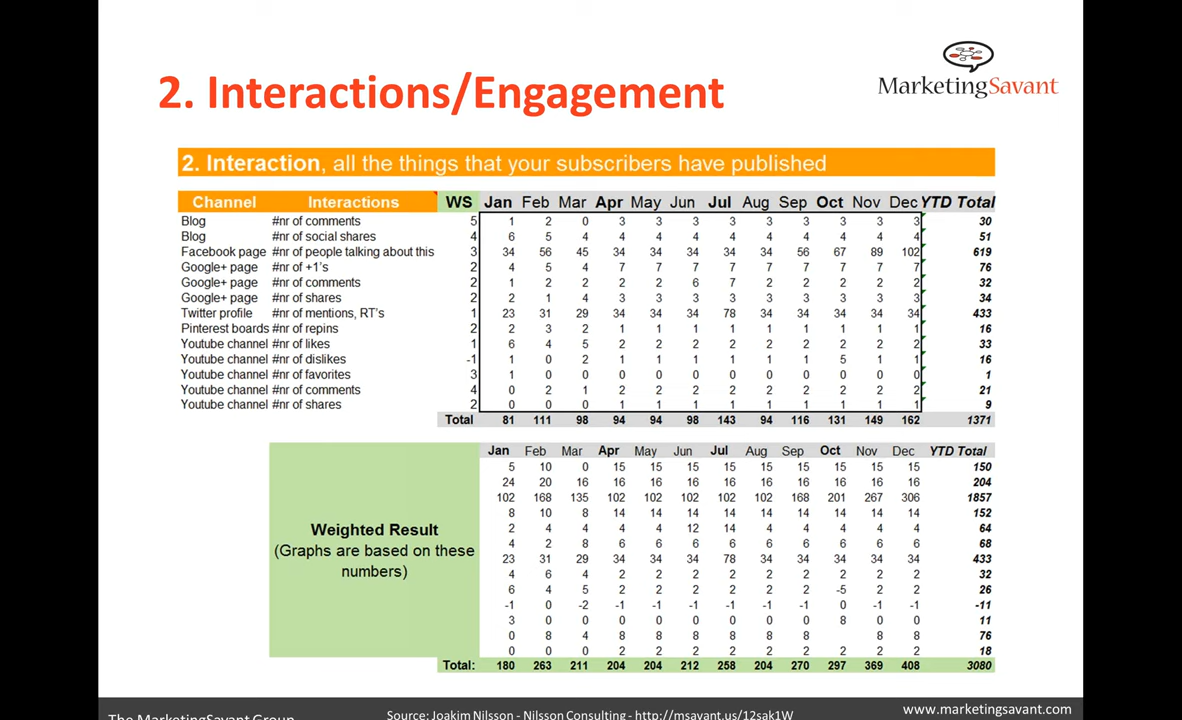 2. Interactions/Engagement
MarketingSavant
2. Interaction, all the things that your subscribers have published
Channel Interactions WS Jan Feb Mar Apr May Jun Jul Aug Sep Oct Nov Dec YTD Total
Blog #nr of comments 5 1 2 0 3 3 3 3 3 3 3 3 3 30
Blog #nr of social shares 4 6 5 4 4 4 4 4 4 4 4 4 4 51
Facebook page #nr of people talking about this 3 34 56 45 34 34 34 34 34 56 67 89 102 619
Google+ page #nr of +1's 2 4 5 4 7 7 7 7 7 7 7 7 7 76
Google+ page #nr of comments 2 1 2 2 2 2 6 7 2 2 2 2 2 32
Google+ page #nr of shares 2 2 1 4 3 3 3 3 3 3 3 3 3 34
Twitter profile #nr of mentions, RT's 1 23 31 29 34 34 34 78 34 34 34 34 34 433
Pinterest boards #nr of repins 2 2 3 2 1 1 1 1 1 1 1 1 1 16
Youtube channel #nr of likes 1 6 4 5 2 2 2 2 2 2 2 2 2 33
Youtube channel #nr of dislikes -1 1 0 2 1 1 1 1 1 1 5 1 1 16
Youtube channel #nr of favorites 3 1 0 0 0 0 0 0 0 0 0 0 0 1
Youtube channel #nr of comments 4 0 2 1 2 2 2 2 2 2 2 2 2 21
Youtube channel #nr of shares 2 0 0 0 1 1 1 1 1 1 1 1 1 9
Total 81 111 98 94 94 98 143 94 116 131 149 162 1371
Jan Feb Mar Apr May Jun Jul Aug Sep Oct Nov Dec YTD Total
5 10 0 15 15 15 15 15 15 15 15 15 150
24 20 16 16 16 16 16 16 16 16 16 16 204
102 168 135 102 102 102 102 102 168 201 267 306 1857
8 10 8 14 14 14 14 14 14 14 14 14 152
2 4 4 4 4 12 14 4 4 4 4 4 64
4 2 8 6 6 6 6 6 6 6 6 6 68
23 31 29 34 34 34 78 34 34 34 34 34 433
4 6 4 2 2 2 2 2 2 2 2 2 32
6 4 5 2 2 2 2 2 2 -5 2 2 26
-1 0 -2 -1 -1 -1 -1 -1 -1 0 -1 -1 -11
3 0 0 0 0 0 0 0 0 8 0 0 11
0 8 4 8 8 8 8 8 8 8 8 76
0 0 0 2 2 2 2 2 2 2 2 2 18
Weighted Result
(Graphs are based on these
numbers)
Total: 180 263 211 204 204 212 258 204 270 297 369 408 3080
The MarketingSavant Group
Source: Joakim Nilsson - Nilsson Consulting - http://msavant.us/12sak1W
www.marketingsavant.com